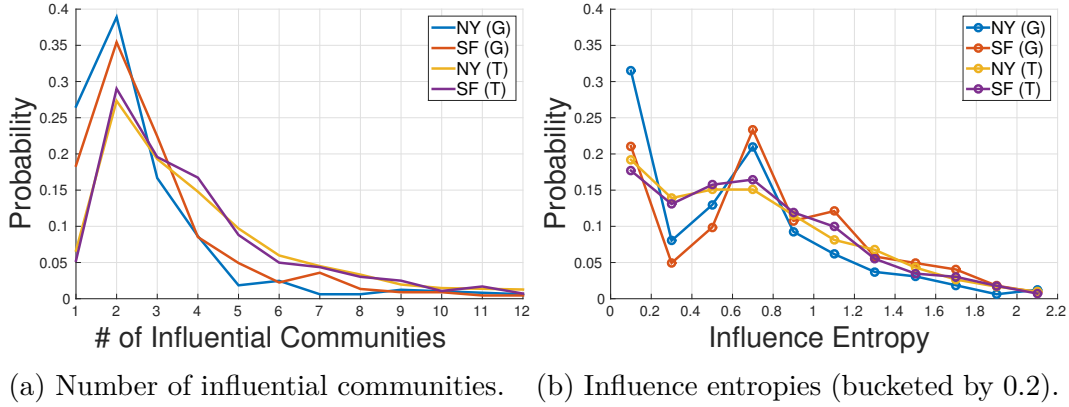 0.4
0.35
0.3
0.25
0.2
0.15
0.1
0.05
0
Probability
1 2 3 4 5 6 7 8 9 10 11 12
# of Influential Communities
NY (G)
SF (G)
NY (T)
SF (T)
(a) Number of influential communities.
0.4
0.35
0.3
0.25
0.2
0.15
0.1
0.05
0
Probability
0 0.2 0.4 0.6 0.8 1 1.2 1.4 1.6 1.8 2 2.2
Influence Entropy
NY (G)
SF (G)
NY (T)
SF (T)
(b) Influence entropies (bucketed by 0.2).